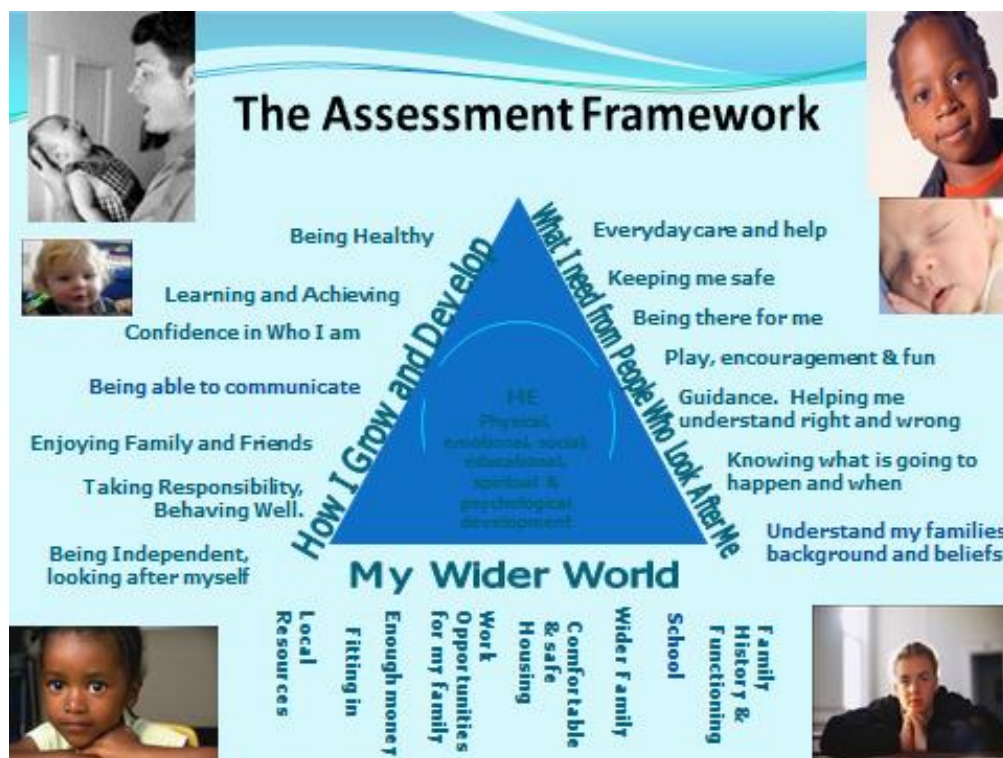 The Assessment Framework
Being Healthy
Learning and Achieving
Confidence in Who I am
Being able to communicate
Enjoying Family and Friends
Taking Responsibility,
Behaving Well.
Being Independent,
looking after myself
How I Grow and Develop
What I need from People Who Look After Me
Everyday care and help
Keeping me safe
Being there for me
Play, encouragement & fun
Guidance. Helping me
understand right and wrong
Knowing what is going to
happen and when
Understand my families
background and beliefs
HE
Physical,
emotional, social,
educational,
spiritual &
psychological
development
My Wider World
Local
Resources
Fitting in
Enough money
Work
Opportunities
for my family
Comfortable
& safe
Housing
Wider Family
School
Family
History &
Functioning